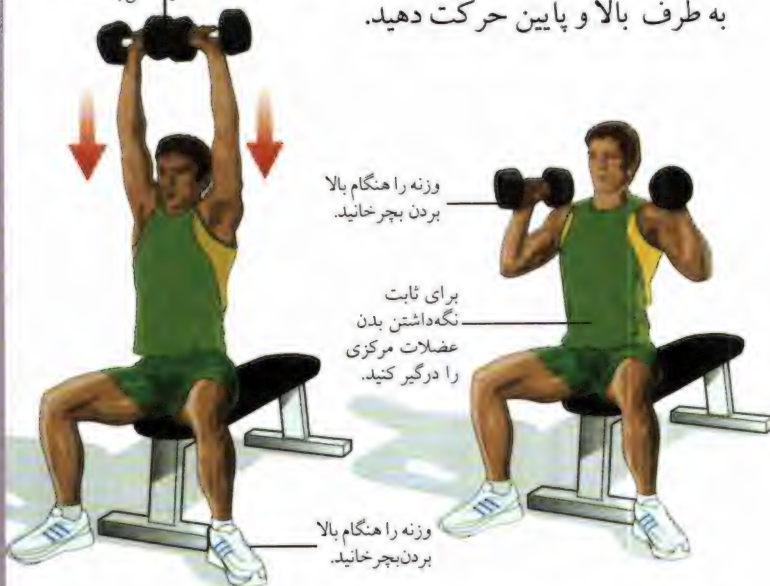 به طرف بالا و پایین حرکت دهید.
وزنه را هنگام بالا
بردن بچرخانید.
برای ثابت
نگه‌داشتن بدن
عضلات مرکزی
را درگیر کنید.
وزنه را هنگام بالا
بردن‌بچرخانید.